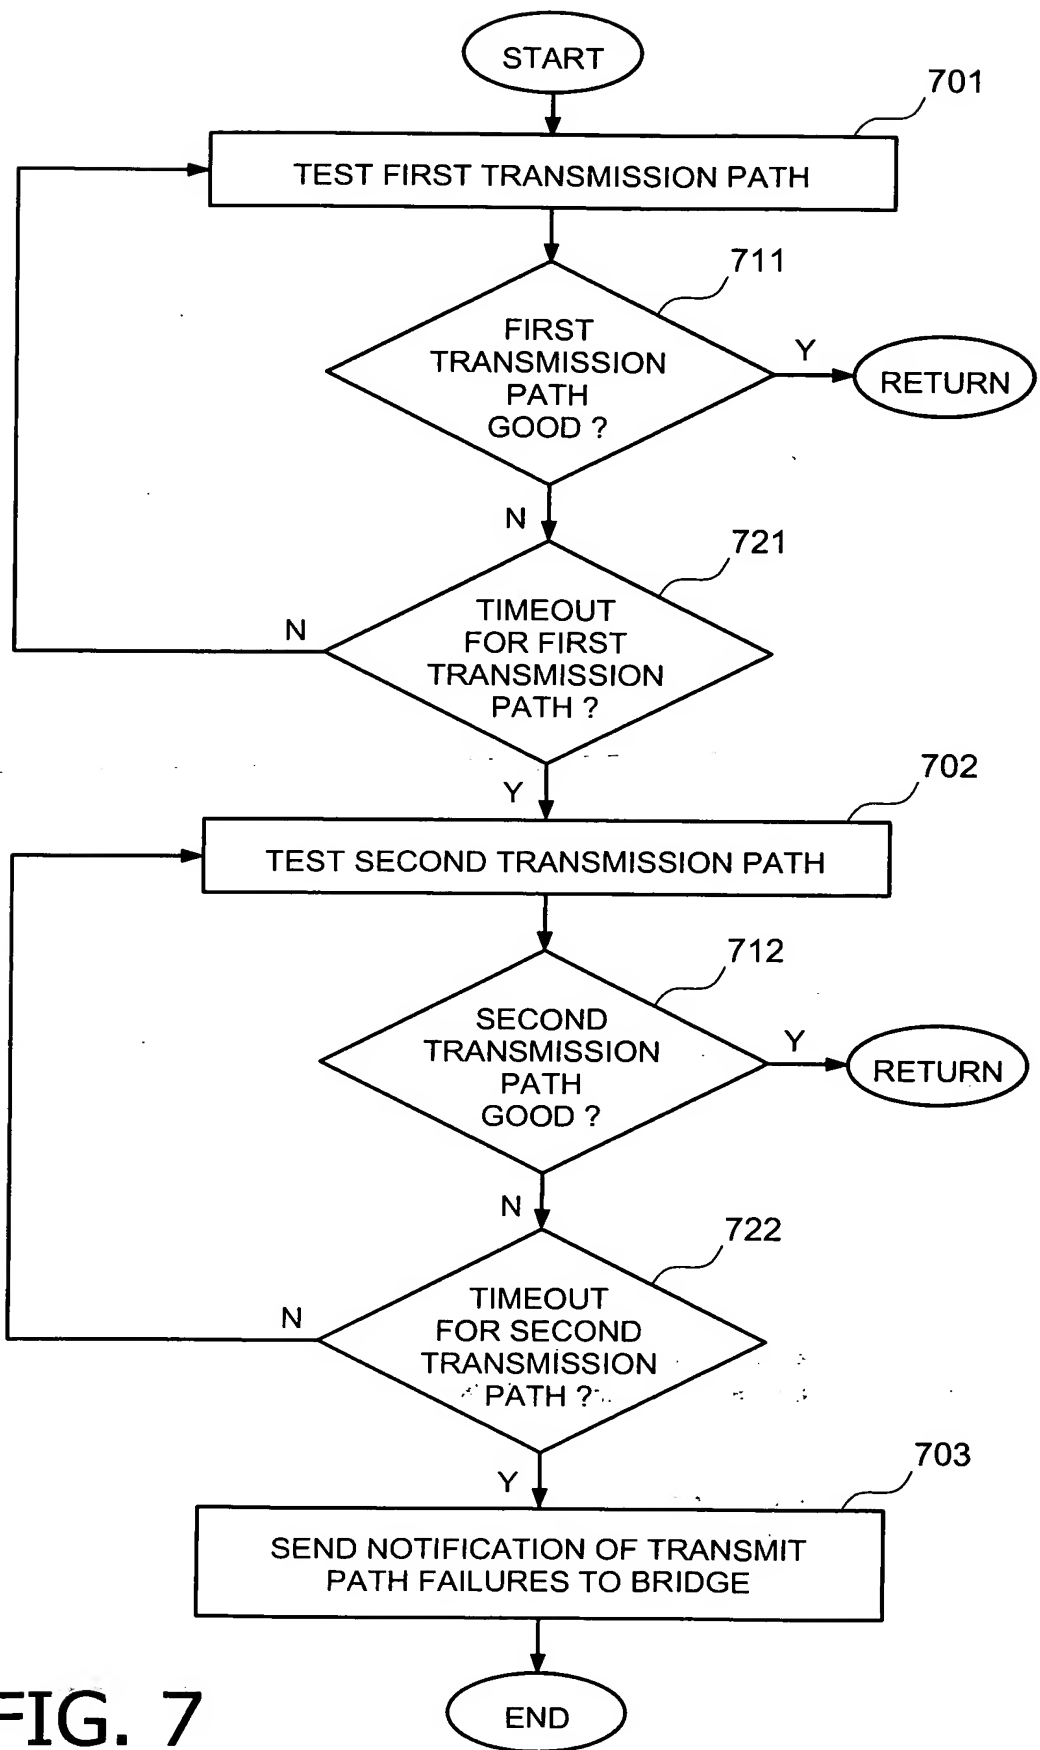 START
701
TEST FIRST TRANSMISSION PATH
711
FIRST
TRANSMISSION
PATH
GOOD ?
Y
RETURN
N
721
TIMEOUT
FOR FIRST
TRANSMISSION
PATH ?
N
Y
702
TEST SECOND TRANSMISSION PATH
712
SECOND
TRANSMISSION
PATH
GOOD ?
Y
RETURN
N
722
TIMEOUT
FOR SECOND
TRANSMISSION
PATH ?
N
Y
703
SEND NOTIFICATION OF TRANSMIT
PATH FAILURES TO BRIDGE
END
FIG. 7